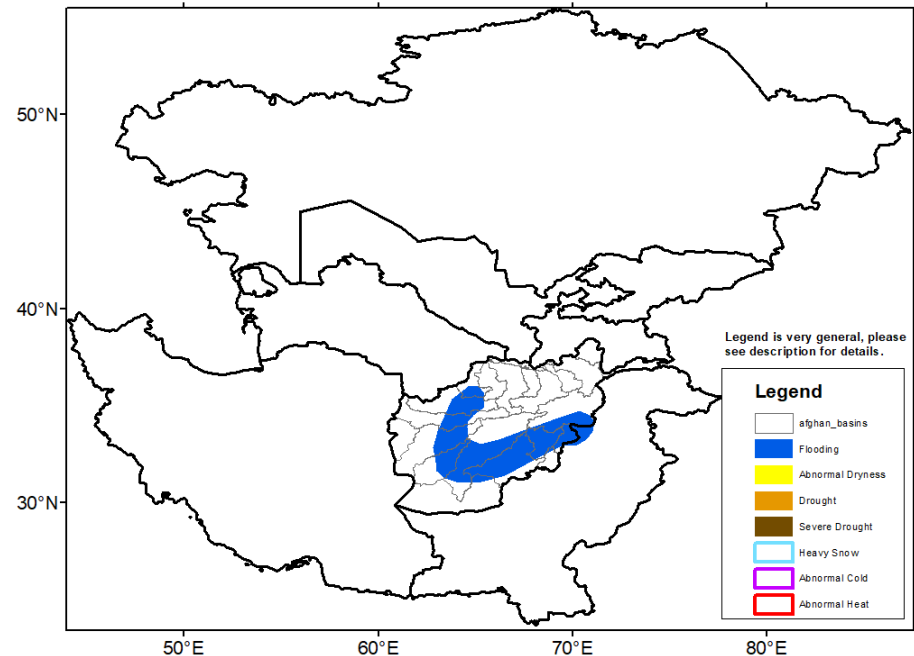 50°N
40°N
30°N
50°E
60°E
70°E
80°E
Legend is very general, please
see description for details.
Legend
afghan_basins
Flooding
Abnormal Dryness
Drought
Severe Drought
Heavy Snow
Abnormal Cold
Abnormal Heat